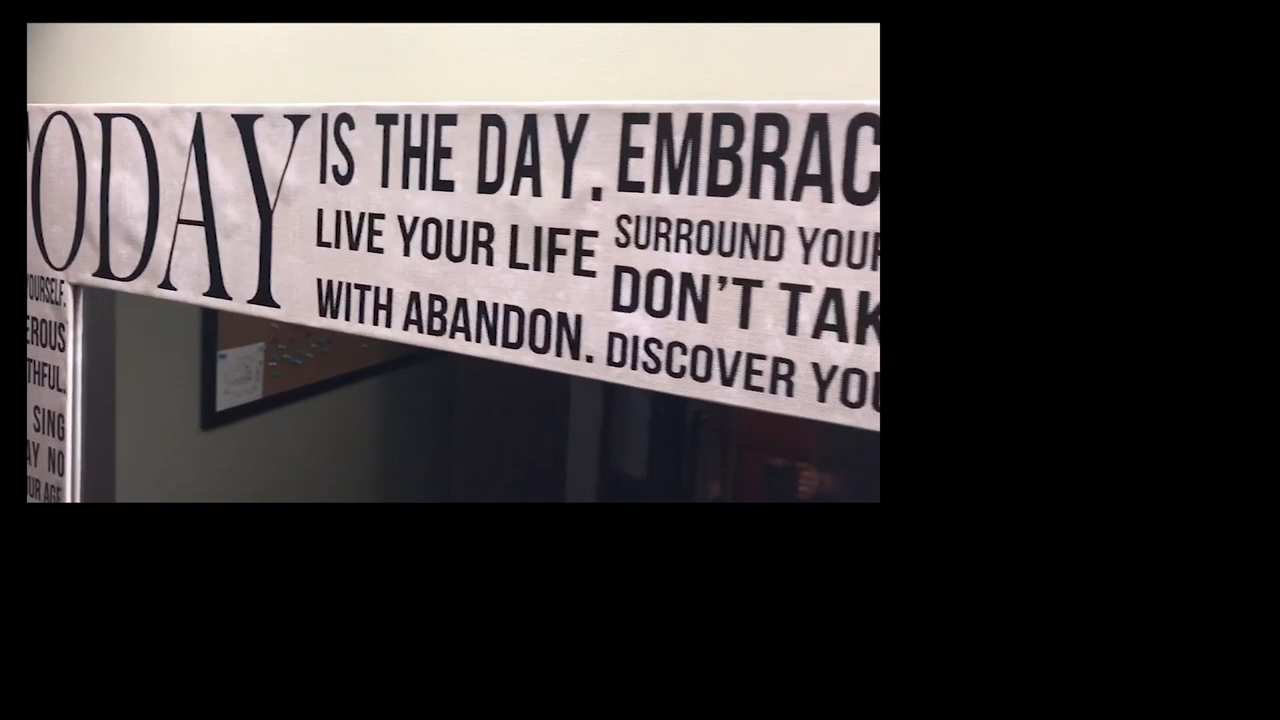 TODAY IS THE DAY. EMBRAC
LIVE YOUR LIFE SURROUND YOUR
WITH ABANDON. DON'T TAK
DISCOVER YOU
YOURSELF.
EROUS
THFUL.
SING
AY NO
UR AGE